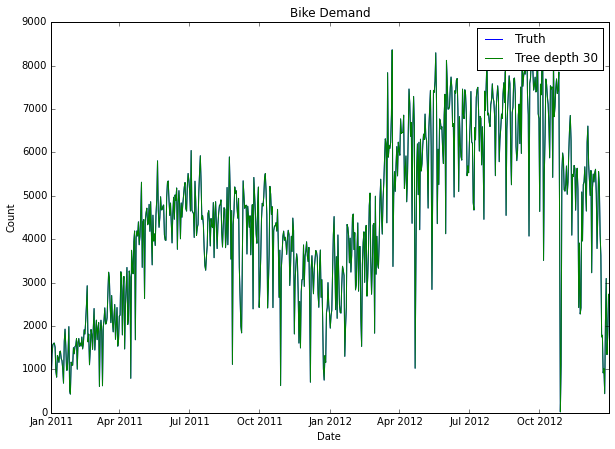 Bike Demand
Truth
Tree depth 30
9000
8000
7000
6000
5000
4000
3000
2000
1000
0
Count
Jan 2011 Apr 2011 Jul 2011 Oct 2011 Jan 2012 Apr 2012 Jul 2012 Oct 2012
Date